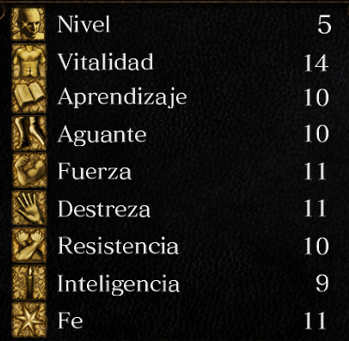 Nivel 5
Vitalidad 14
Aprendizaje 10
Aguante 10
Fuerza 11
Destreza 11
Resistencia 10
Inteligencia 9
Fe 11